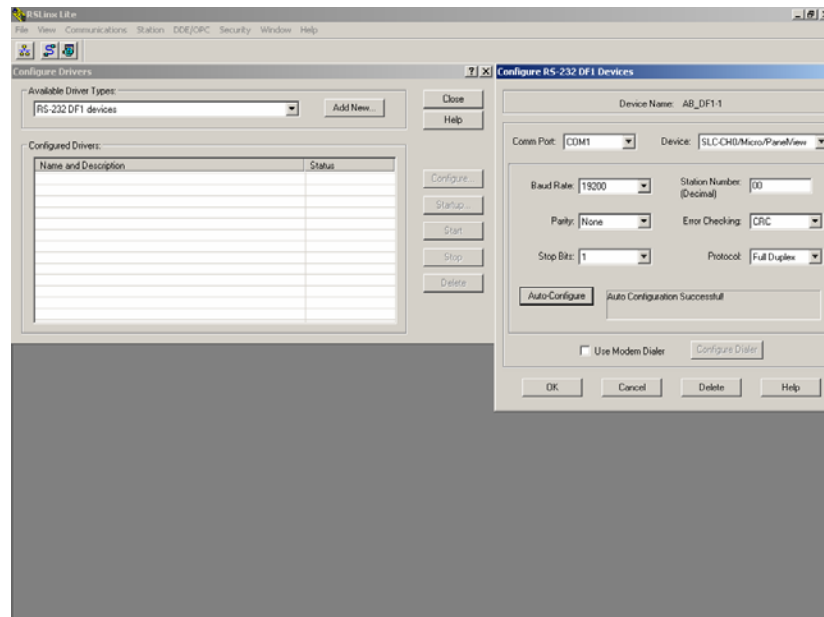 RSLinx Lite
File View Communications Station DDE/OPC Security Window Help
Configure Drivers
Available Driver Types:
RS-232 DF1 devices
Add New...
Close
Help
Configured Drivers:
Name and Description Status
Configure...
Startup...
Start
Stop
Delete
Configure RS-232 DF1 Devices
Device Name: AB_DF1-1
Comm Port: COM1 Device: SLC-CH0/Micro/PanelView
Baud Rate: 19200 Station Number: 00
(Decimal)
Parity: None Error Checking: CRC
Stop Bits: 1 Protocol: Full Duplex
Auto-Configure Auto Configuration Successful!
Use Modem Dialer Configure Dialer
OK Cancel Delete Help